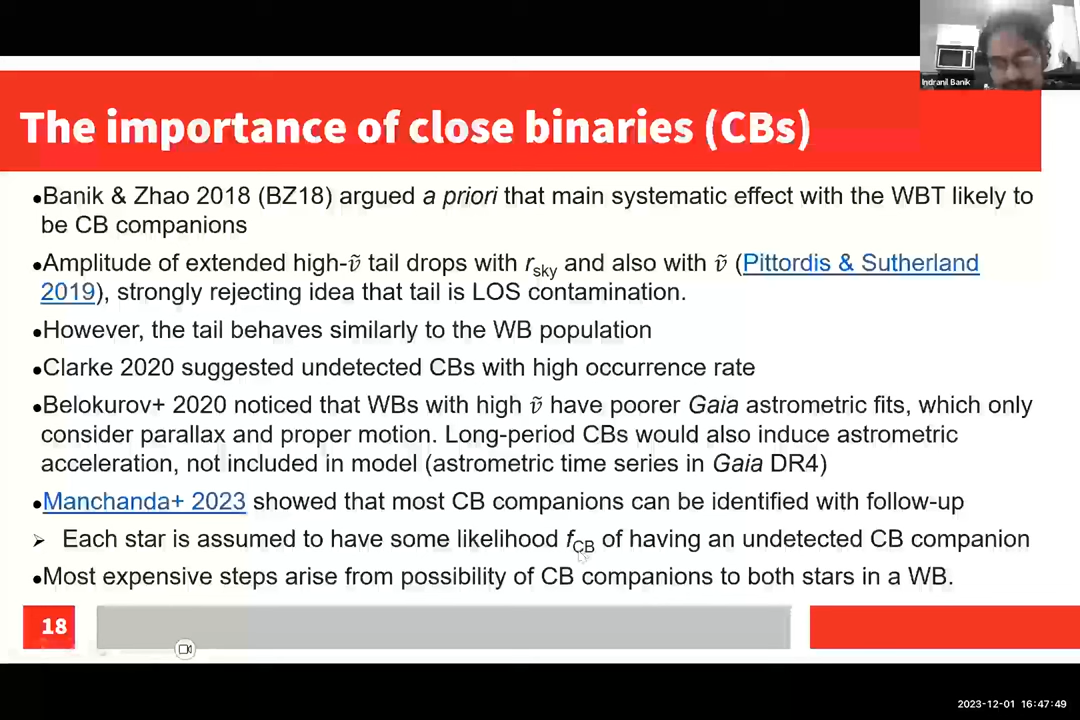 Indranil Banik
The importance of close binaries (CBs)
●Banik & Zhao 2018 (BZ18) argued a priori that main systematic effect with the WBT likely to
be CB companions
●Amplitude of extended high-ṽ tail drops with rsky and also with ṽ (Pittordis & Sutherland
2019), strongly rejecting idea that tail is LOS contamination.
●However, the tail behaves similarly to the WB population
●Clarke 2020 suggested undetected CBs with high occurrence rate
●Belokurov+ 2020 noticed that WBs with high ṽ have poorer Gaia astrometric fits, which only
consider parallax and proper motion. Long-period CBs would also induce astrometric
acceleration, not included in model (astrometric time series in Gaia DR4)
●Manchanda+ 2023 showed that most CB companions can be identified with follow-up
➢ Each star is assumed to have some likelihood fCB of having an undetected CB companion
●Most expensive steps arise from possibility of CB companions to both stars in a WB.
18
2023-12-01 16:47:49